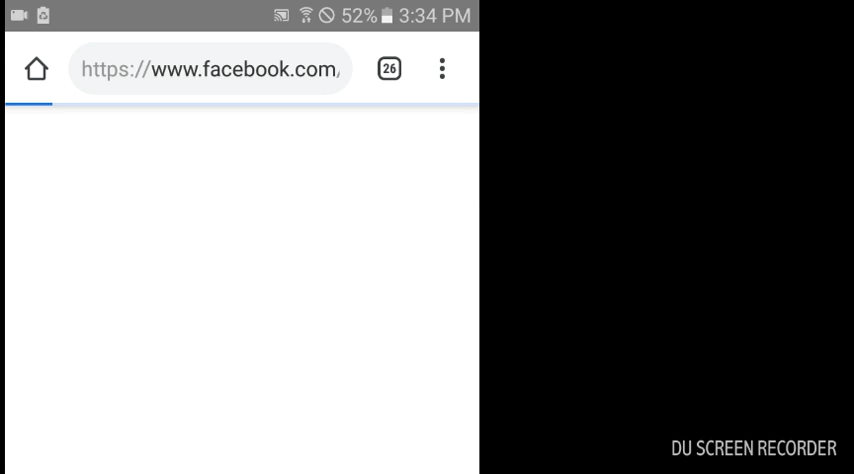 52% 3:34 PM
https://www.facebook.com/
26
DU SCREEN RECORDER